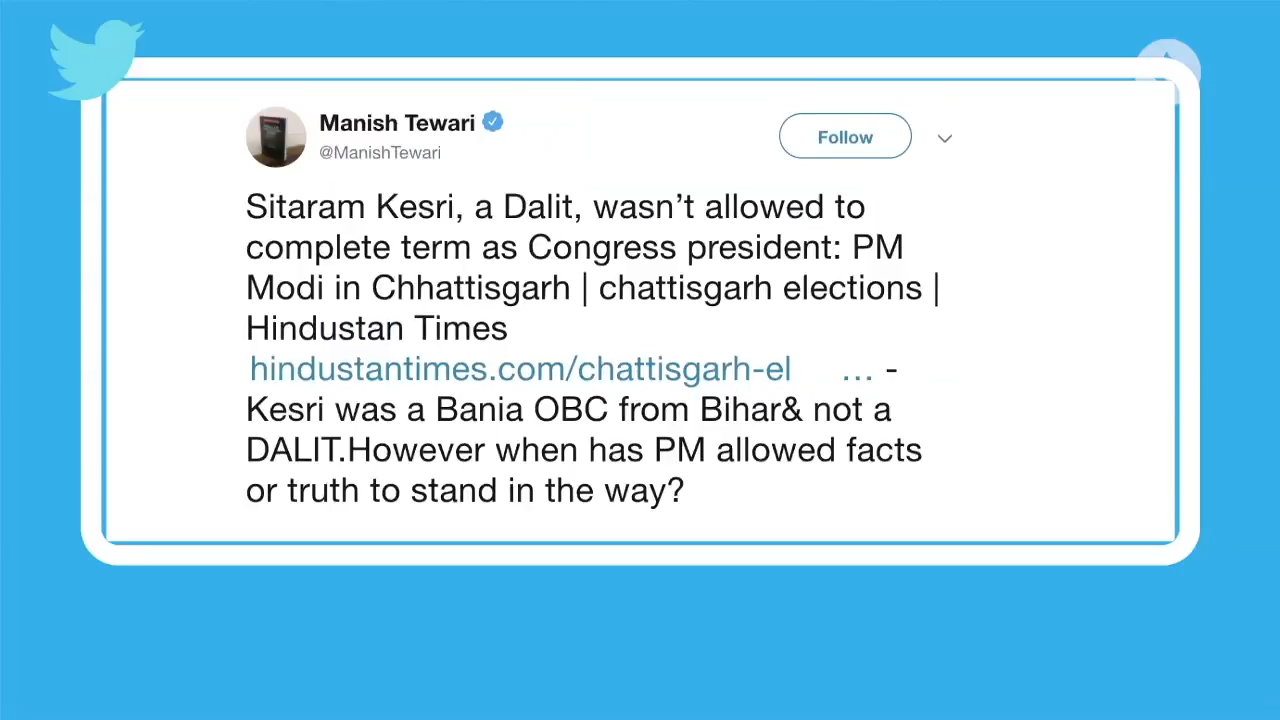 Manish Tewari
@ManishTewari
Follow
Sitaram Kesri, a Dalit, wasn’t allowed to
complete term as Congress president: PM
Modi in Chhattisgarh | chattisgarh elections |
Hindustan Times
hindustantimes.com/chattisgarh-el … -
Kesri was a Bania OBC from Bihar& not a
DALIT.However when has PM allowed facts
or truth to stand in the way?